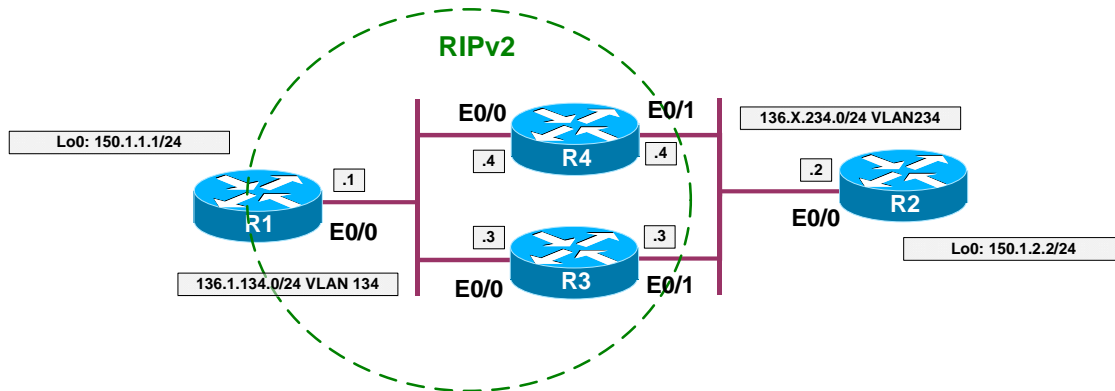 RIPv2
E0/0
E0/1
136.X.234.0/24 VLAN234
Lo0: 150.1.1.1/24
.4
R4
.4
.2
.1
R2
R1
E0/0
E0/0
.3
.3
Lo0: 150.1.2.2/24
R3
136.1.134.0/24 VLAN 134
E0/0
E0/1